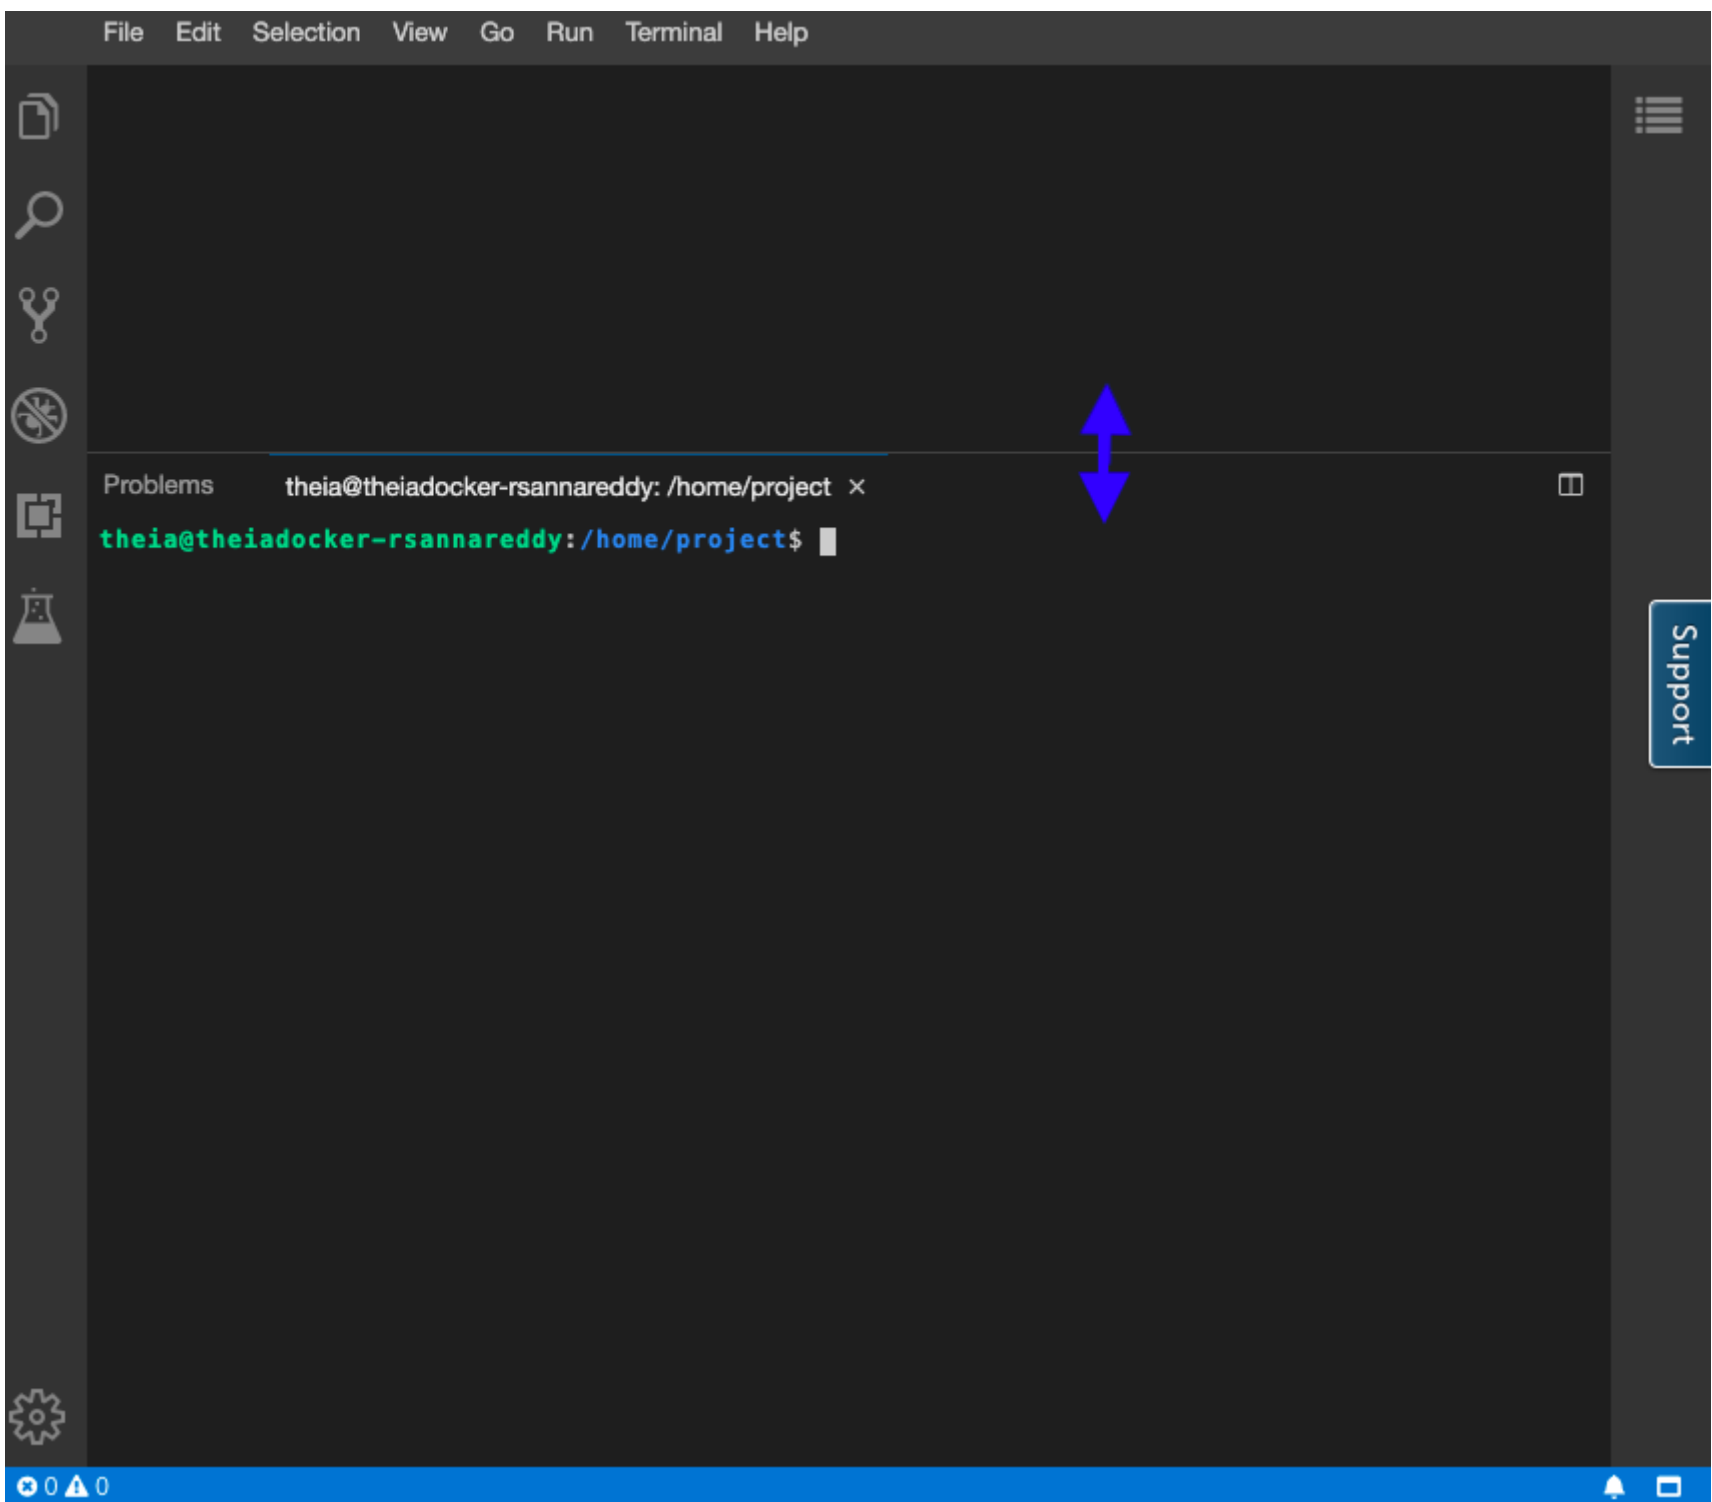 File Edit Selection View Go Run Terminal Help
Problems theia@theiadocker-rsannareddy: /home/project ×
theia@theiadocker-rsannareddy:/home/project$
Support
0 0